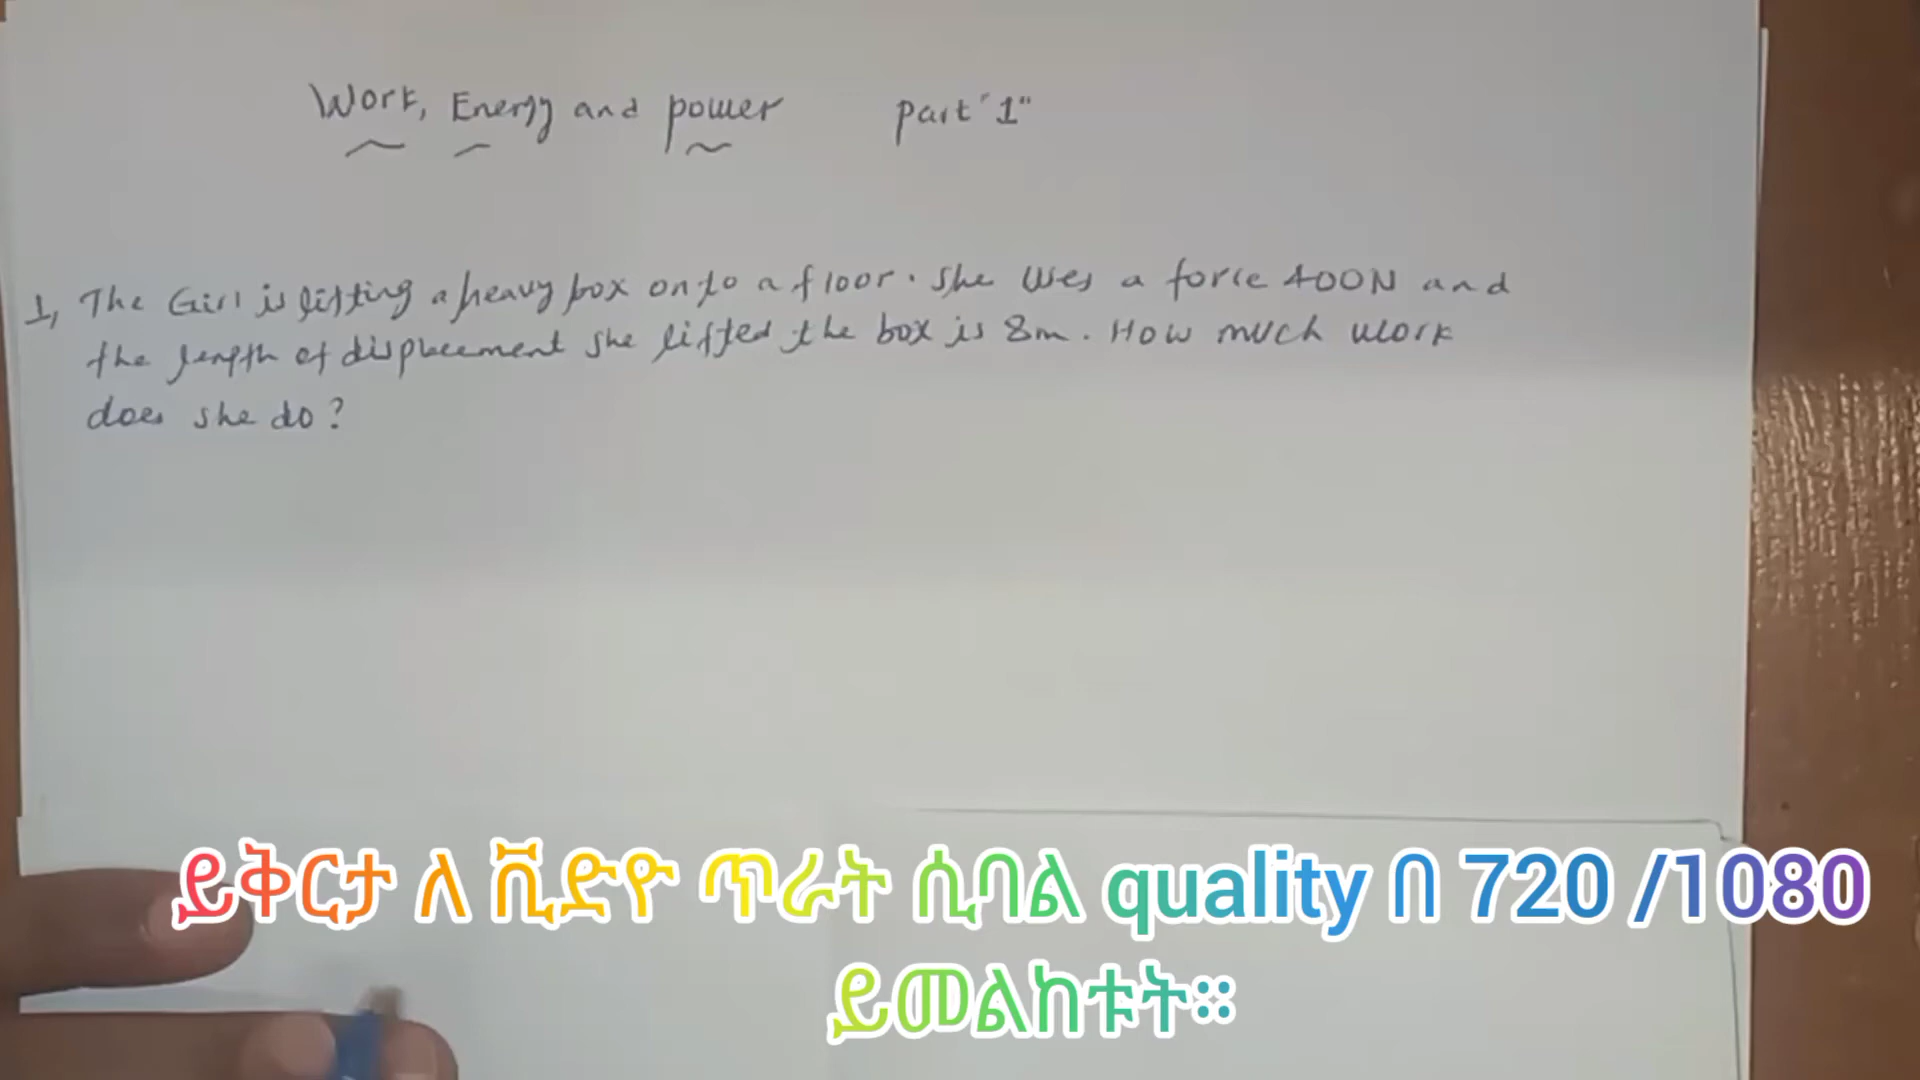 Work, Energy and power part "1"
1, The Girl is lifting a heavy box onto a floor. She uses a force 400N and
the length of displacement she lifted the box is 8m. How much work
does she do?
ይቅርታ ለ ቪድዮ ጥራት ሲባል quality በ 720 /1080
ይመልከቱት።